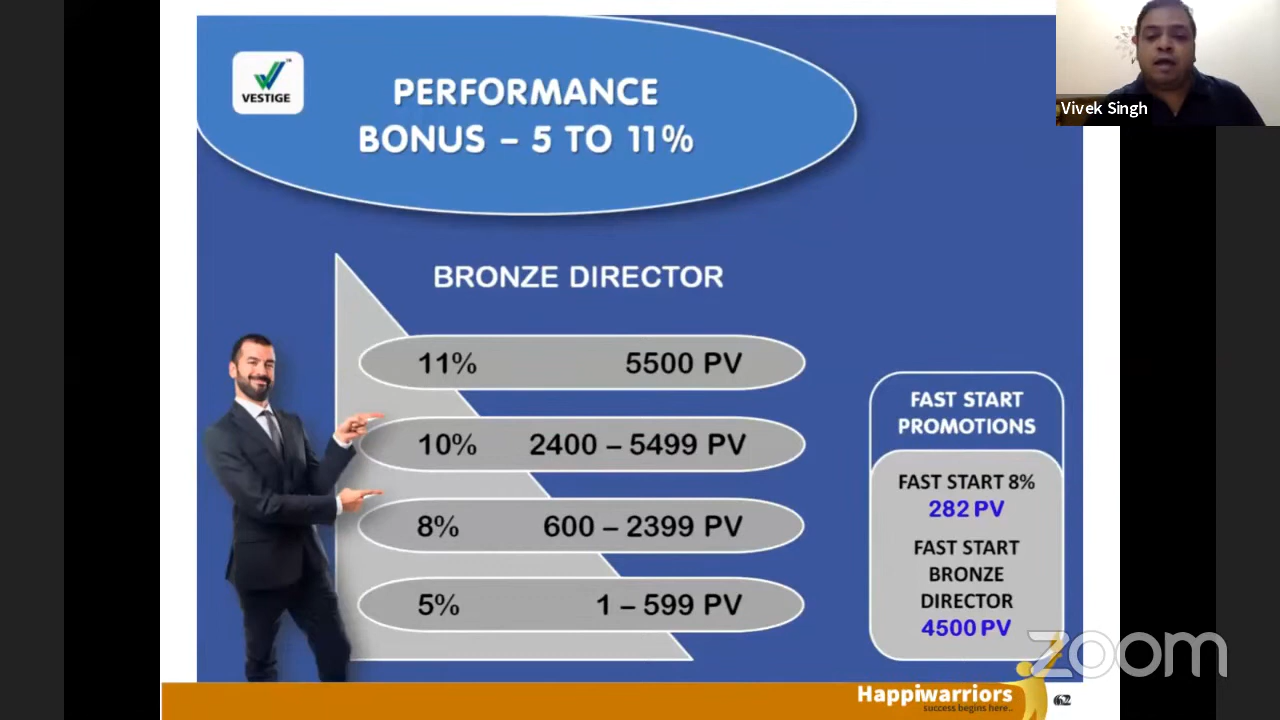 VESTIGE
PERFORMANCE
BONUS – 5 TO 11%
Vivek Singh
BRONZE DIRECTOR
11% 5500 PV
10% 2400 – 5499 PV
8% 600 – 2399 PV
5% 1 – 599 PV
FAST START
PROMOTIONS
FAST START 8%
282 PV
FAST START
BRONZE
DIRECTOR
4500 PV
zoom
Happiwarriors
success begins here..
62